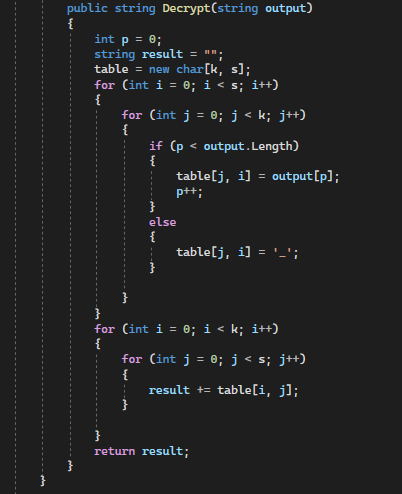 public string Decrypt(string output)
{
int p = 0;
string result = "";
table = new char[k, s];
for (int i = 0; i < s; i++)
{
for (int j = 0; j < k; j++)
{
if (p < output.Length)
{
table[j, i] = output[p];
p++;
}
else
{
table[j, i] = '_';
}
}
}
for (int i = 0; i < k; i++)
{
for (int j = 0; j < s; j++)
{
result += table[i, j];
}
}
return result;
}
}